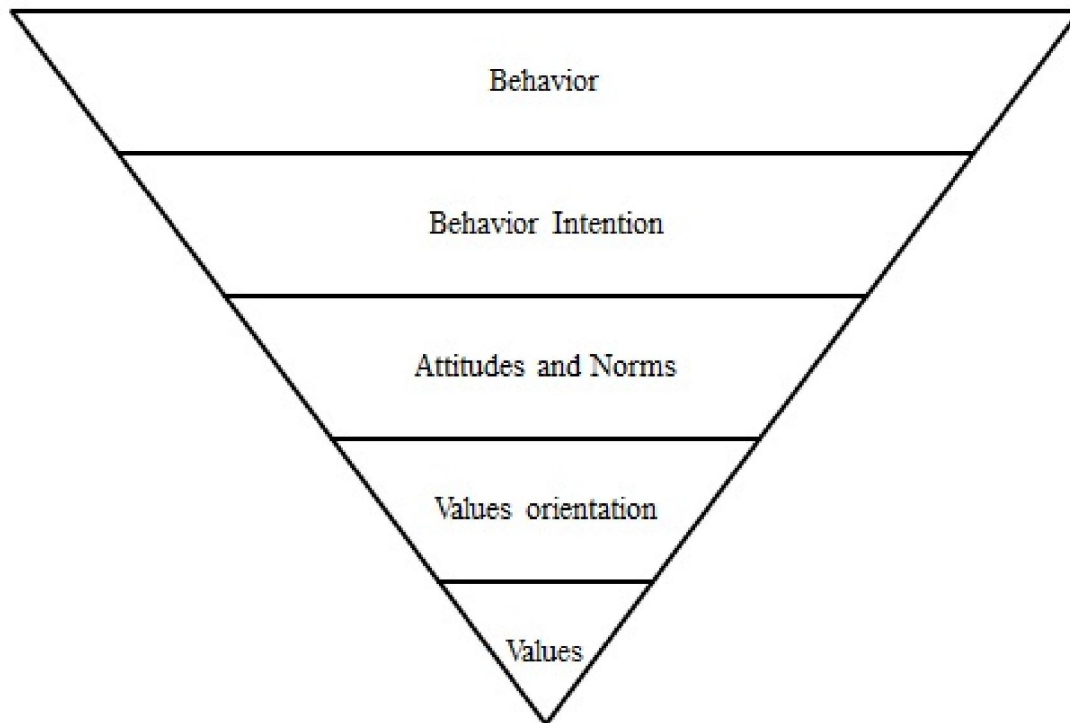 Behavior
Behavior Intention
Attitudes and Norms
Values orientation
Values